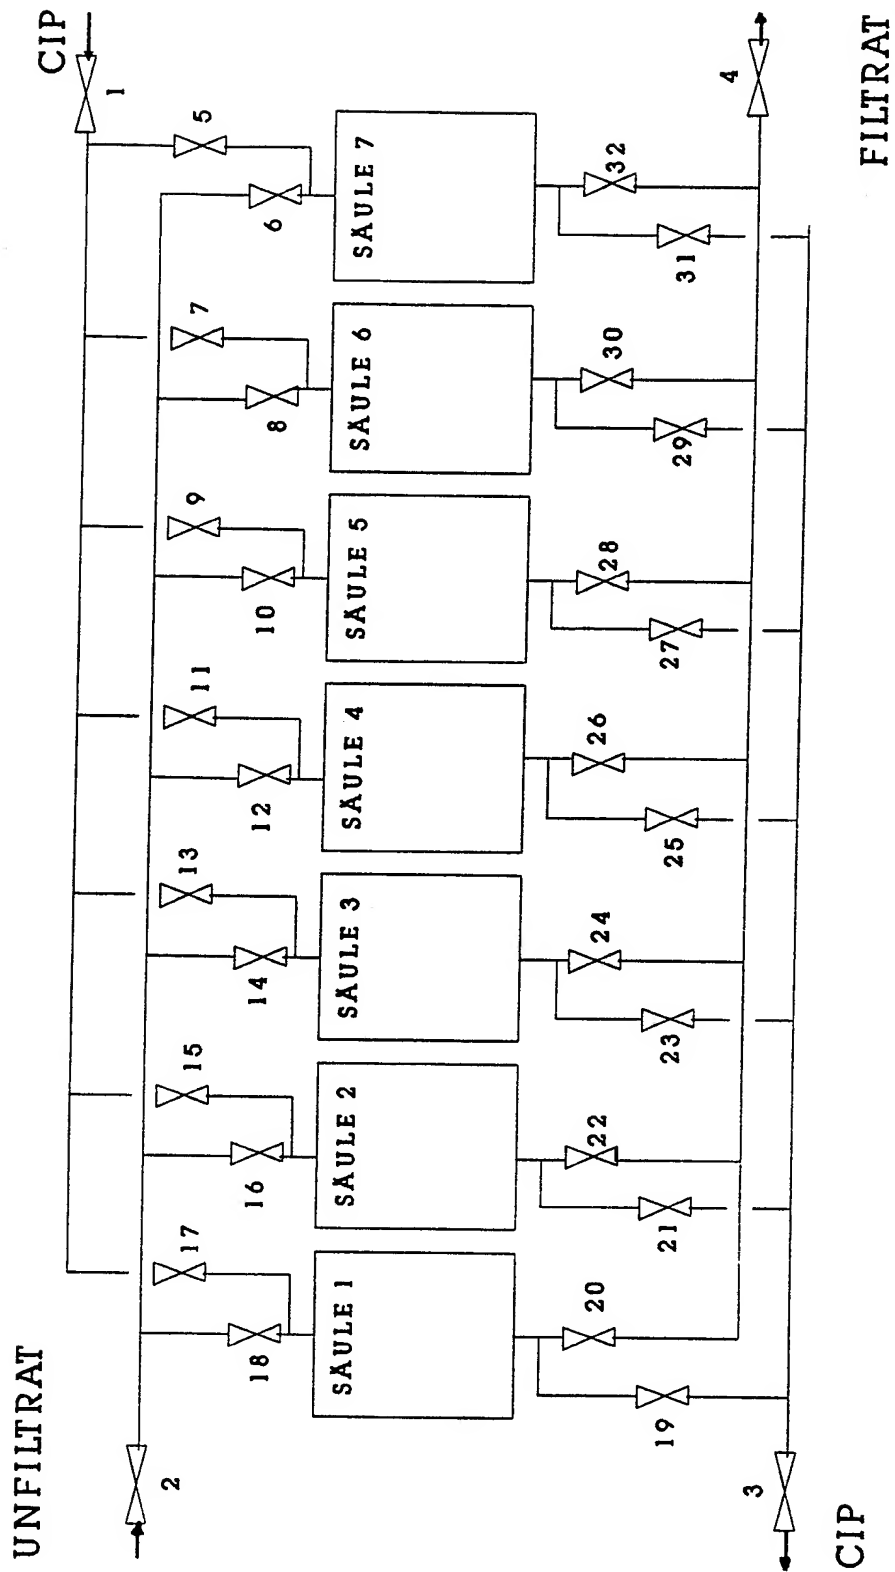 UNFILTRAT
CIP
2
1
17
15
13
11
9
7
5
18
16
14
12
10
8
6
SÄULE 1
SÄULE 2
SÄULE 3
SÄULE 4
SÄULE 5
SÄULE 6
SÄULE 7
20
22
24
26
28
30
32
19
21
23
25
27
29
31
3
4
CIP
FILTRAT